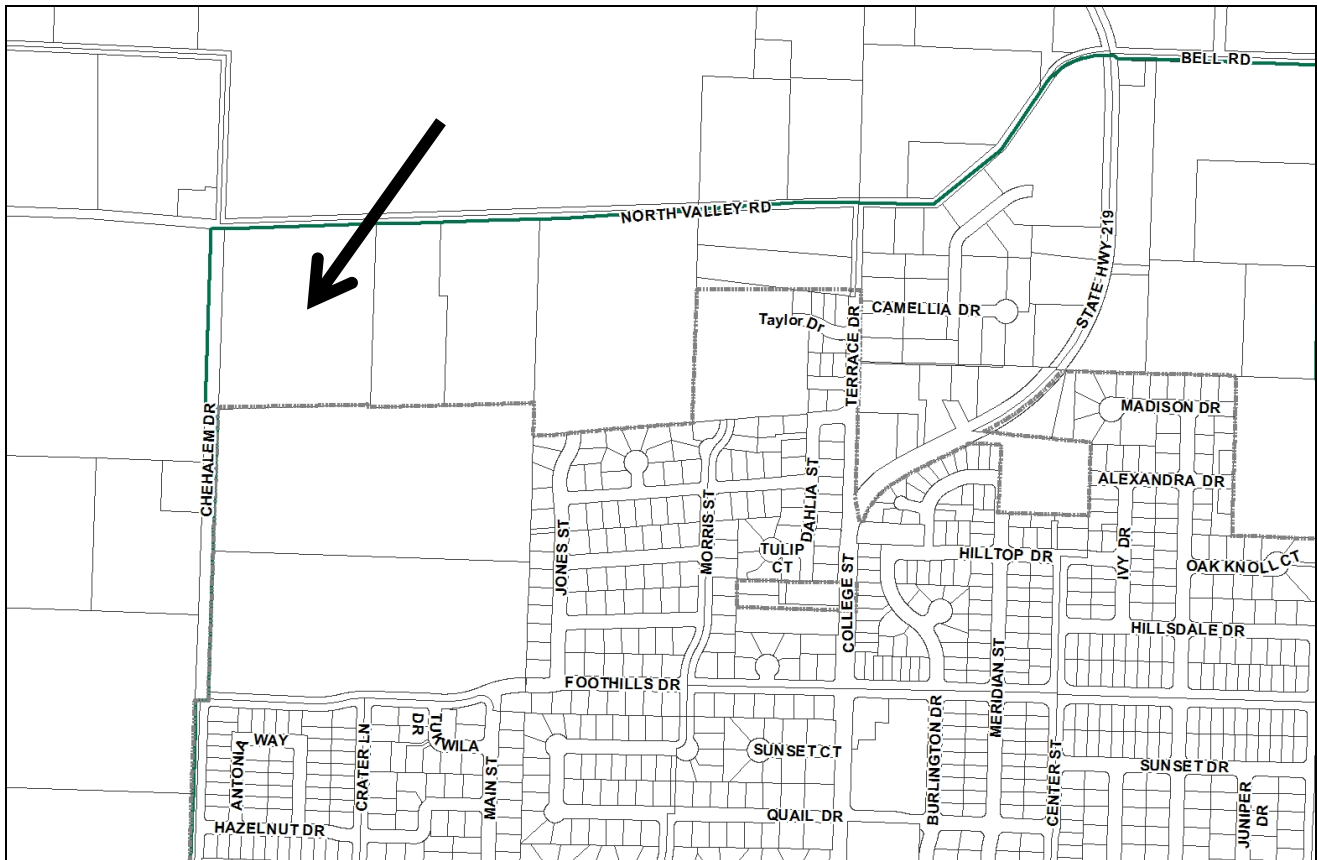 BELL RD
NORTH VALLEY RD
STATE HWY 219
CAMELLIA DR
Taylor Dr
TERRACE DR
MADISON DR
CHEHALEM DR
ALEXANDRA DR
DAHLIA ST
MORRIS ST
JONES ST
TULIP
CT
HILLTOP DR
IVY DR
OAK KNOLL CT
COLLEGE ST
HILLSDALE DR
MERIDIAN ST
FOOTHILLS DR
BURLINGTON DR
ANTONIA
WAY
CRATER LN
TUKWILA
DR
MAIN ST
SUNSET CT
CENTER ST
SUNSET DR
QUAIL DR
JUNIPER
DR
HAZELNUT DR